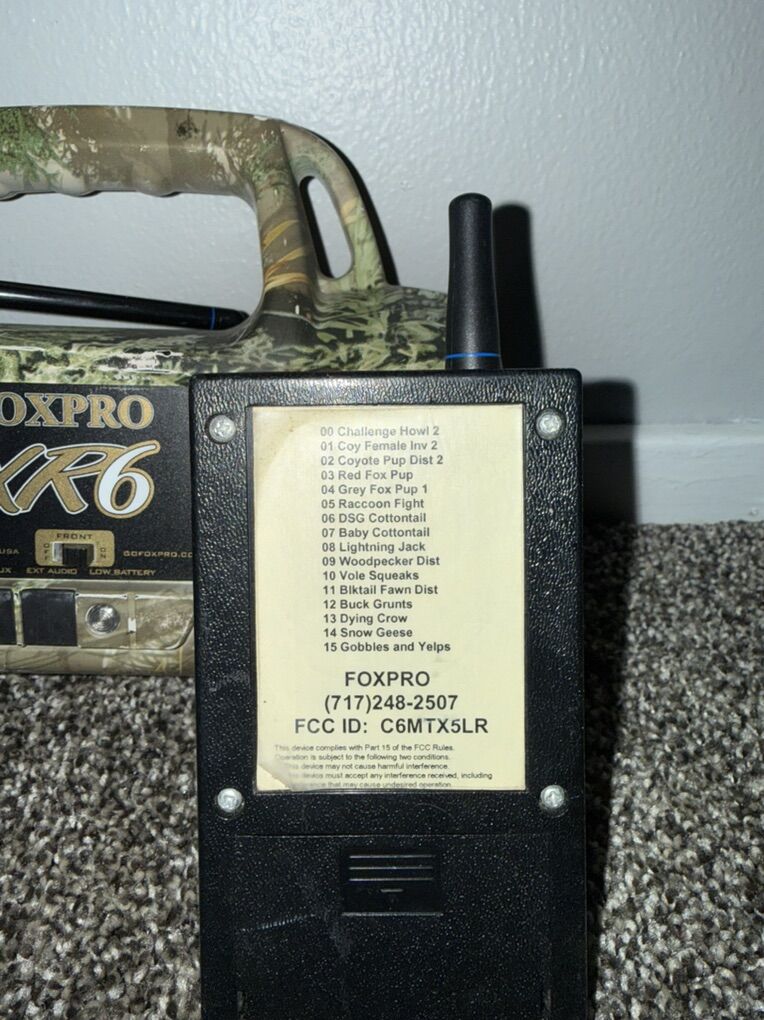 OXPRO
XR6
FRONT
OFF
ON
USA
GOFOXPRO.CO
UX EXT AUDIO LOW BATTERY
00 Challenge Howl 2
01 Coy Female Inv 2
02 Coyote Pup Dist 2
03 Red Fox Pup
04 Grey Fox Pup 1
05 Raccoon Fight
06 DSG Cottontail
07 Baby Cottontail
08 Lightning Jack
09 Woodpecker Dist
10 Vole Squeaks
11 Blktail Fawn Dist
12 Buck Grunts
13 Dying Crow
14 Snow Geese
15 Gobbles and Yelps
FOXPRO
(717)248-2507
FCC ID: C6MTX5LR
This device complies with Part 15 of the FCC Rules.
Operation is subject to the following two conditions.
This device may not cause harmful interference.
device must accept any interference received, including
that may cause undesired operation.